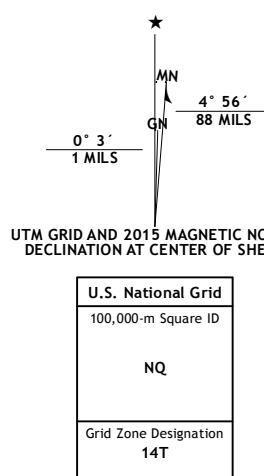 ★
MN
GN
4° 56´
88 MILS
0° 3´
1 MILS
UTM GRID AND 2015 MAGNETIC NO
DECLINATION AT CENTER OF SHE
U.S. National Grid
100,000-m Square ID
NQ
Grid Zone Designation
14T